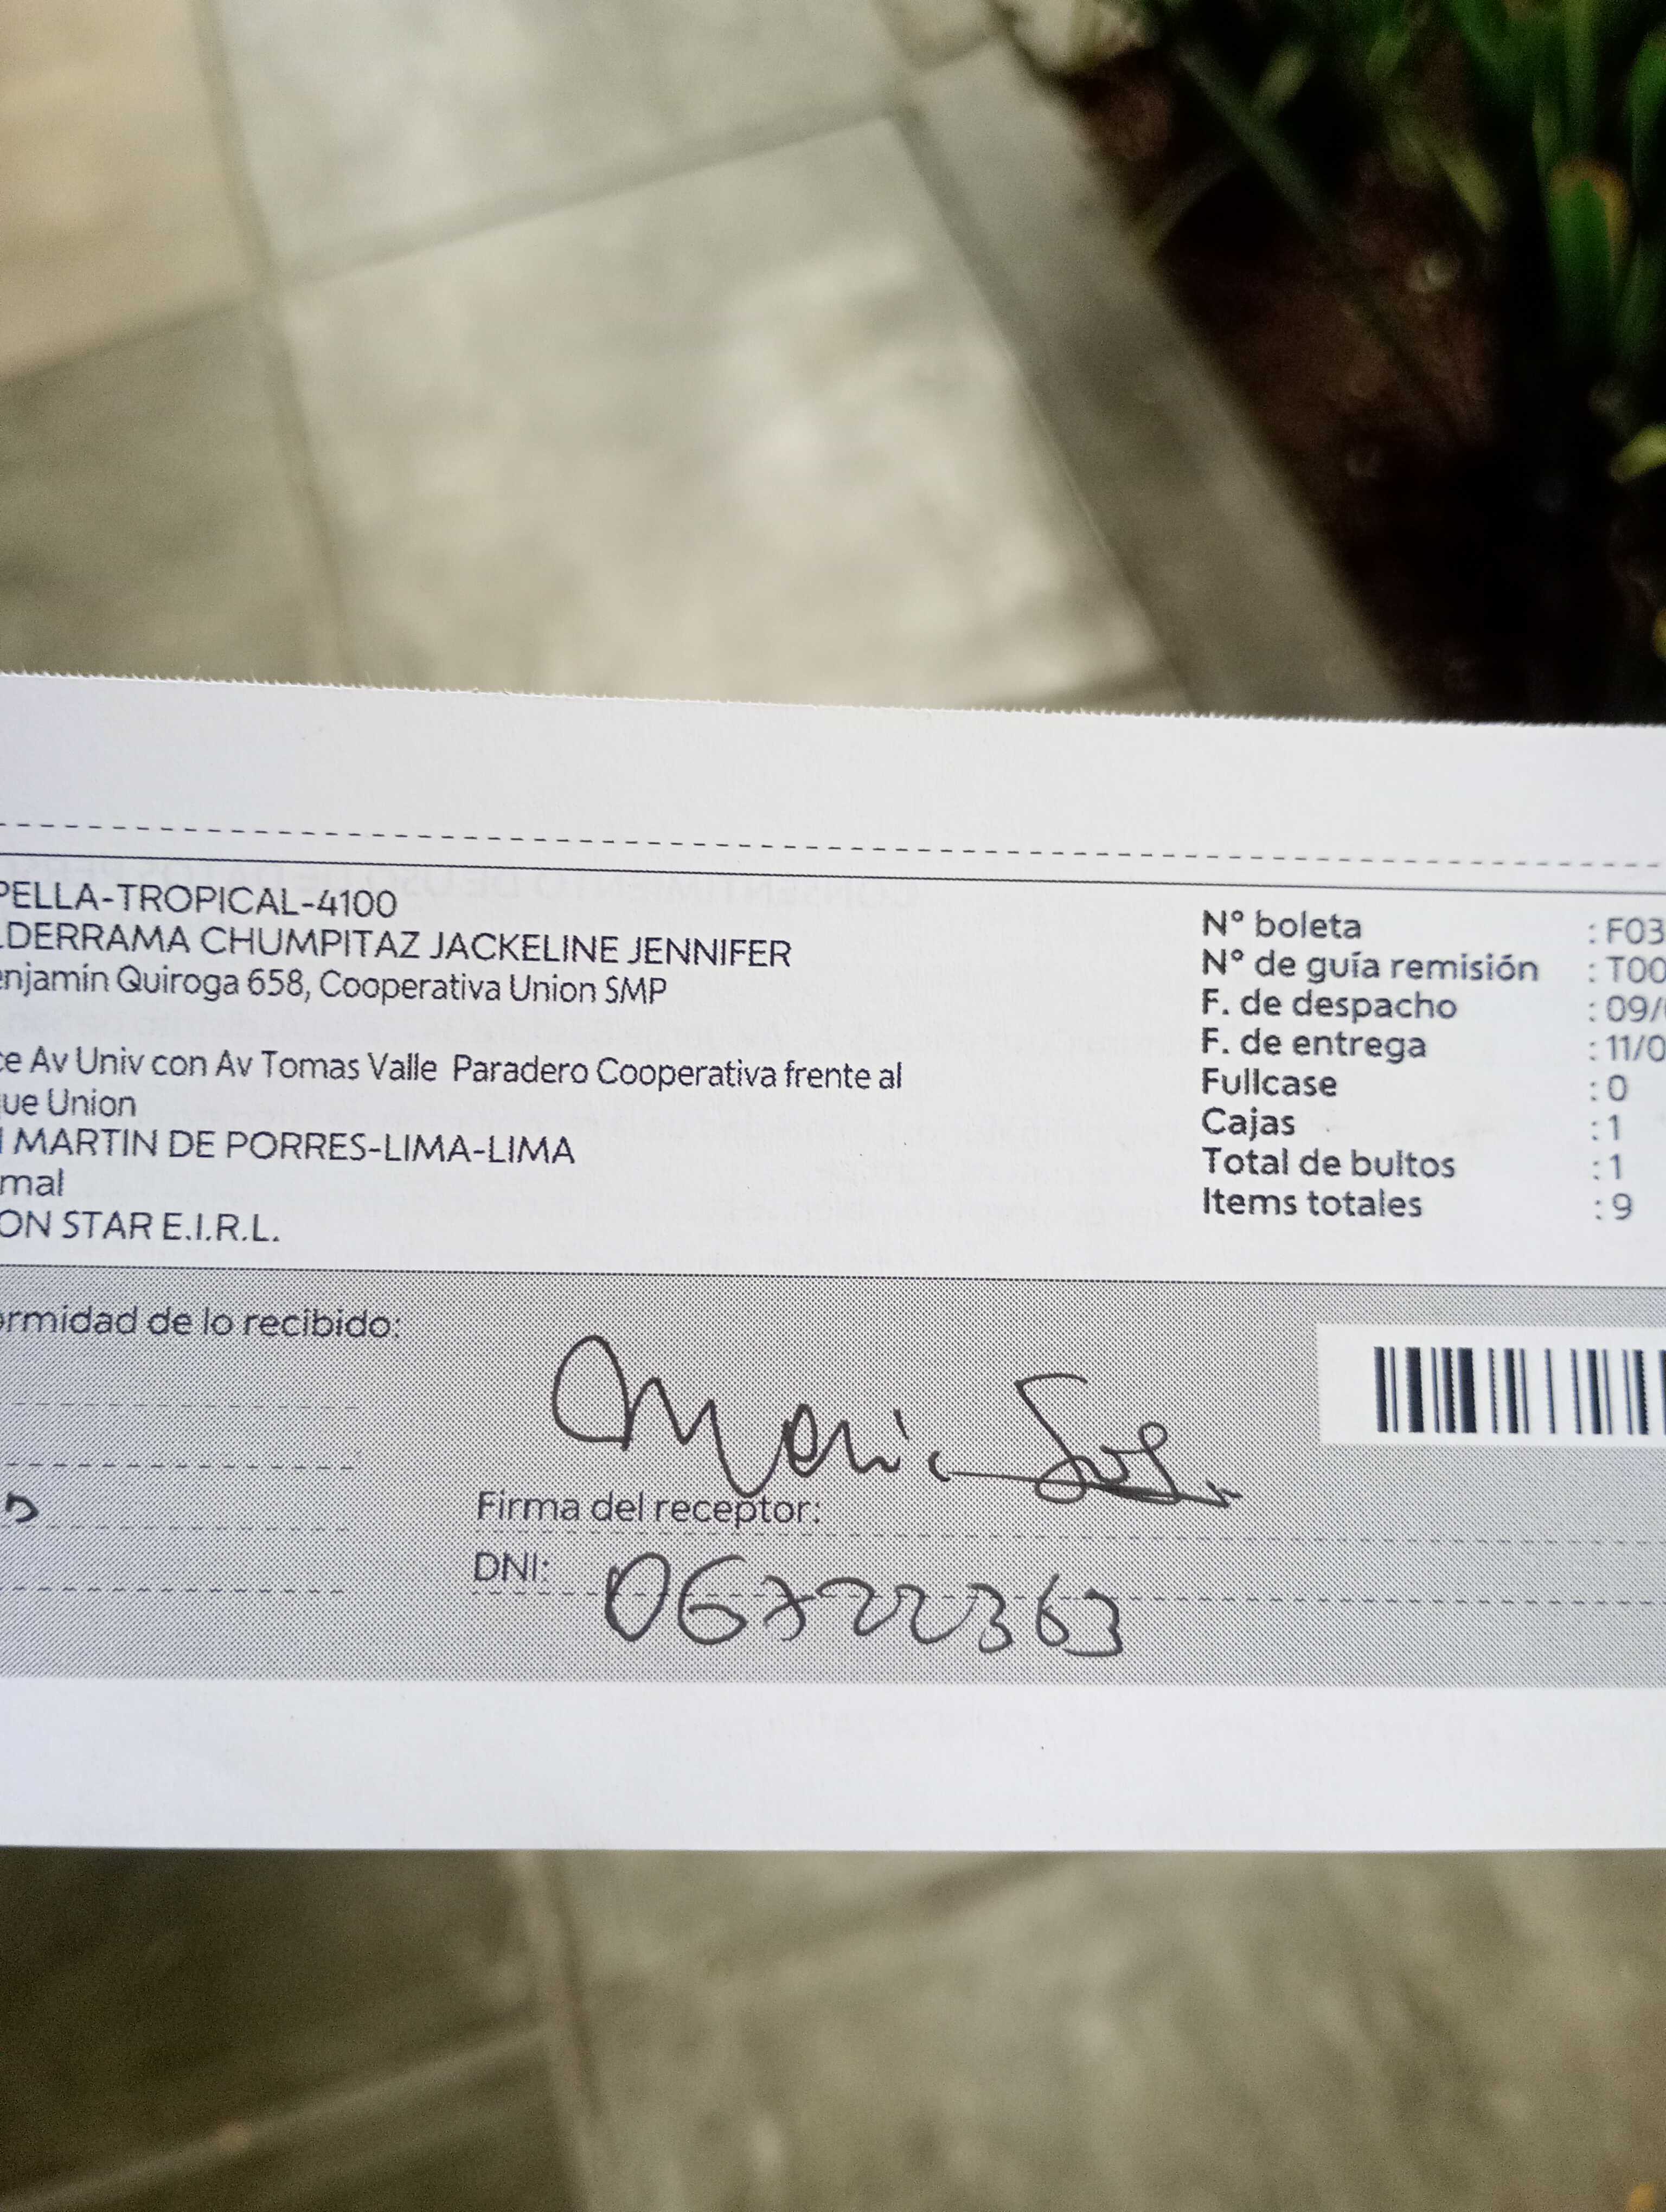 PELLA-TROPICAL-4100
LDERRAMA CHUMPITAZ JACKELINE JENNIFER
enjamín Quiroga 658, Cooperativa Union SMP
ce Av Univ con Av Tomas Valle Paradero Cooperativa frente al
ue Union
MARTIN DE PORRES-LIMA-LIMA
mal
ON STAR E.I.R.L.
N° boleta : F03
N° de guía remisión : T00
F. de despacho : 09/
F. de entrega : 11/0
Fullcase : 0
Cajas : 1
Total de bultos : 1
Items totales : 9
ormidad de lo recibido:
Maria
Firma del receptor:
DNI: 06722363